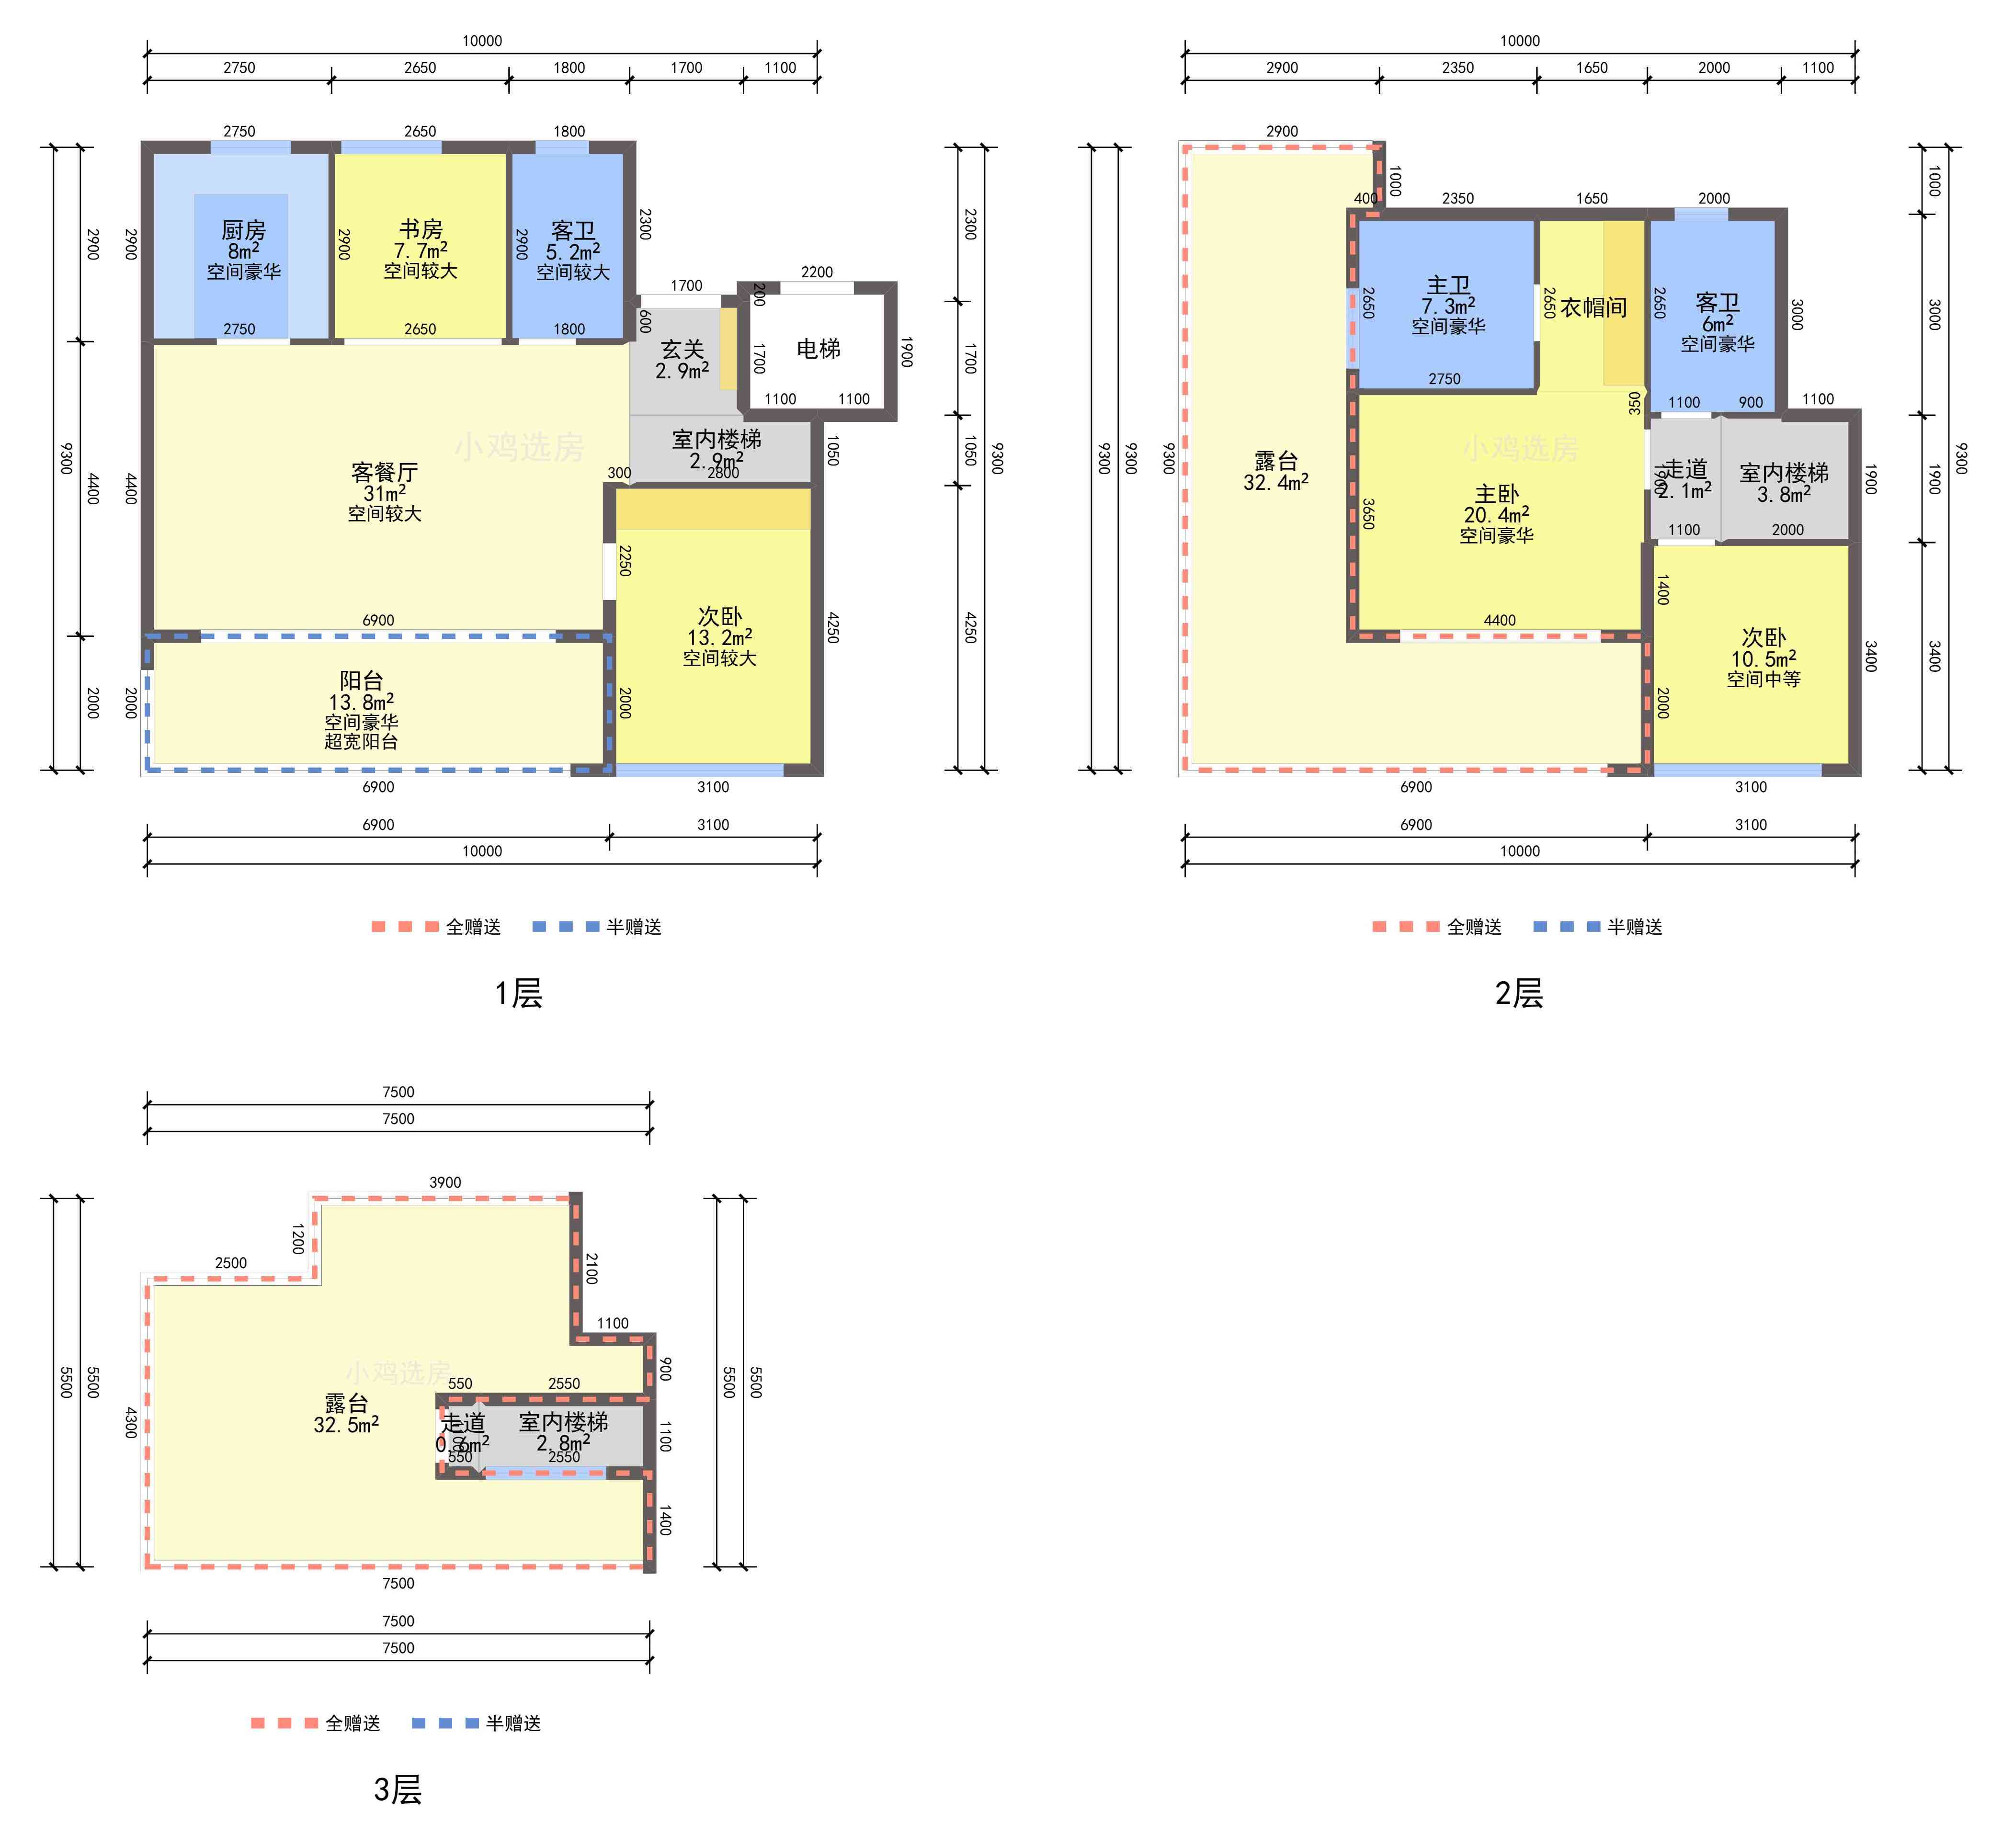 10000
2750 2650 1800 1700 1100
2750 2650 1800
厨房
8m²
空间豪华
书房
7.7m²
空间较大
客卫
5.2m²
空间较大
2900 2900 2900 2900 2900 2300 2300
1700 2200
200
600
玄关
2.9m²
1700
电梯
1900
1700
2750 2650 1800
1100 1100
小鸡选房
室内楼梯
2.9m²
300 2800
1050 1050
9300 9300
客餐厅
31m²
空间较大
4400 4400
2250
次卧
13.2m²
空间较大
4250 4250
6900
阳台
13.8m²
空间豪华
超宽阳台
2000 2000 2000
6900 3100
6900 3100
10000
全赠送 半赠送
1层
10000
2900 2350 1650 2000 1100
2900
1000 1000
400 2350 1650 2000
主卫
7.3m²
空间豪华
2650 2650 2650
衣帽间
客卫
6m²
空间豪华
3000 3000
2750
350
1100 900 1100
小鸡选房
9300 9300 9300 9300
露台
32.4m²
主卧
20.4m²
空间豪华
3650
走道
2.1m²
1900
室内楼梯
3.8m²
1900 1900
1100 2000
1400
4400
次卧
10.5m²
空间中等
3400 3400
2000
6900 3100
6900 3100
10000
全赠送 半赠送
2层
7500
7500
3900
1200
2500
2100
1100
小鸡选房
900
550 2550
露台
32.5m²
走道
0.6m²
1100
室内楼梯
2.8m²
1100
550 2550
5500 5500 4300 5500 5500
1400
7500
7500
7500
全赠送 半赠送
3层